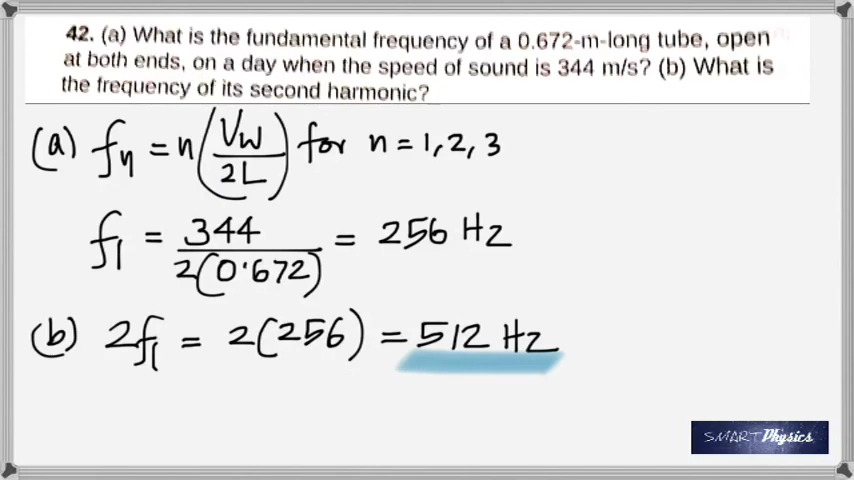 42. (a) What is the fundamental frequency of a 0.672-m-long tube, open
at both ends, on a day when the speed of sound is 344 m/s? (b) What is
the frequency of its second harmonic?
(a) fn = n(Vw/2L) for n = 1, 2, 3
f1 = 344/2(0.672) = 256 Hz
(b) 2f1 = 2(256) = 512 Hz
SMART Physics